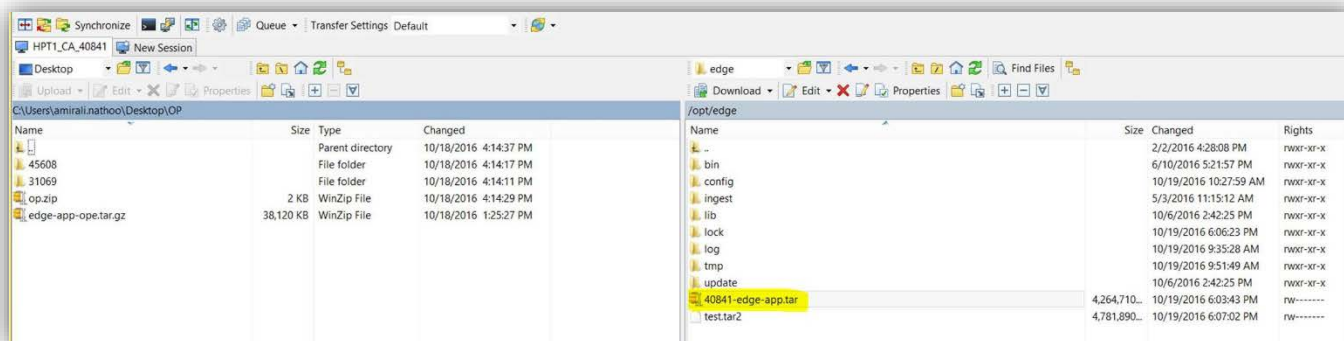 Synchronize Queue Transfer Settings Default
HPT1_CA_40841 New Session
Desktop
Upload Edit Properties
C:\Users\amirali.nathoo\Desktop\OP
Name Size Type Changed
.. Parent directory 10/18/2016 4:14:37 PM
45608 File folder 10/18/2016 4:14:17 PM
31069 File folder 10/18/2016 4:14:11 PM
op.zip 2 KB WinZip File 10/18/2016 4:14:29 PM
edge-app-ope.tar.gz 38,120 KB WinZip File 10/18/2016 1:25:27 PM
edge Find Files
Download Edit Properties
/opt/edge
Name Size Changed Rights
.. 2/2/2016 4:28:08 PM rwxr-xr-x
bin 6/10/2016 5:21:57 PM rwxr-xr-x
config 10/19/2016 10:27:59 AM rwxr-xr-x
ingest 5/3/2016 11:15:12 AM rwxr-xr-x
lib 10/6/2016 2:42:25 PM rwxr-xr-x
lock 10/19/2016 6:06:23 PM rwxr-xr-x
log 10/19/2016 9:35:28 AM rwxr-xr-x
tmp 10/19/2016 9:51:49 AM rwxr-xr-x
update 10/6/2016 2:42:25 PM rwxr-xr-x
40841-edge-app.tar 4,264,710... 10/19/2016 6:03:43 PM rw-------
test.tar2 4,781,890... 10/19/2016 6:07:02 PM rw-------